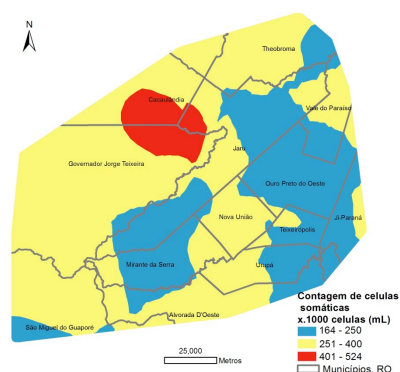 N
Theobroma
Cacaulândia
Vale do Paraíso
Jaru
Governador Jorge Teixeira
Ouro Preto do Oeste
Nova União
Ji-Paraná
Teixeirópolis
Mirante da Serra
Urupá
Alvorada D'Oeste
São Miguel do Guaporé
Contagem de celulas
somáticas
x.1000 celulas (mL)
164 - 250
251 - 400
401 - 524
Municípios, RO
25,000
Metros